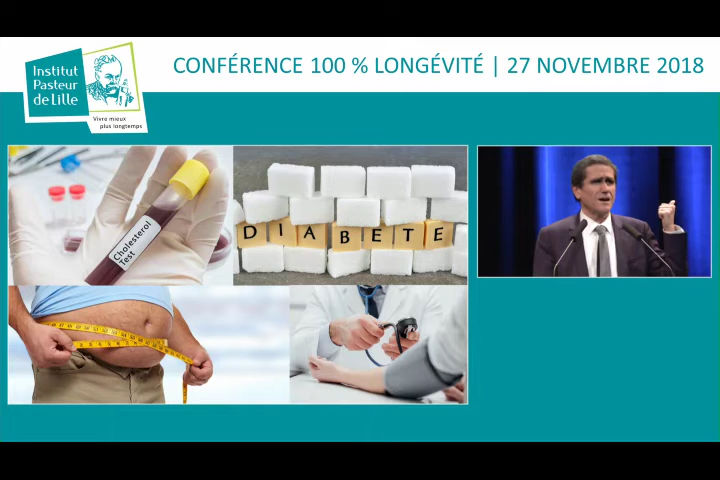 Institut
Pasteur
de Lille
Vivre mieux
plus longtemps
CONFÉRENCE 100 % LONGÉVITÉ | 27 NOVEMBRE 2018
Cholesterol
Test
DIABETE